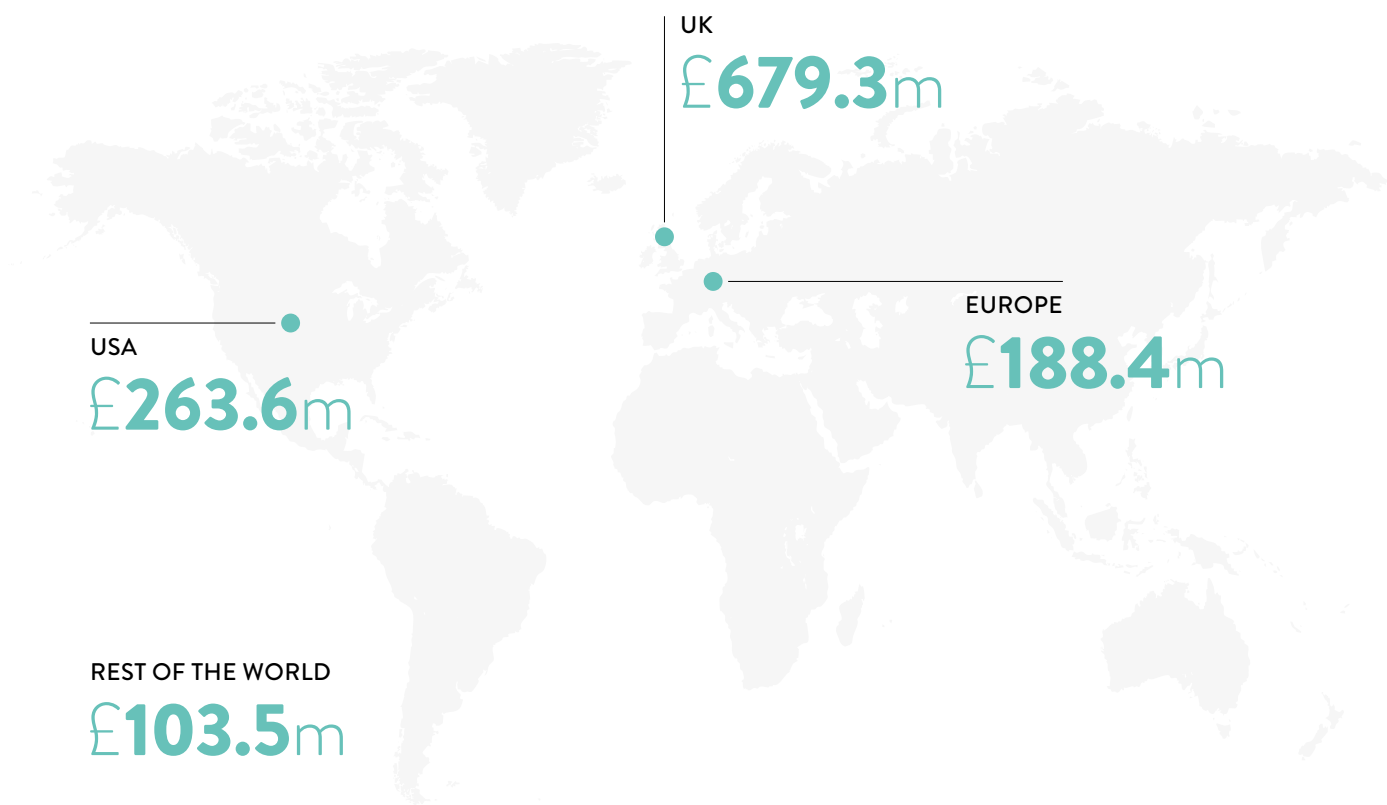 UK
£679.3m
EUROPE
£188.4m
USA
£263.6m
REST OF THE WORLD
£103.5m